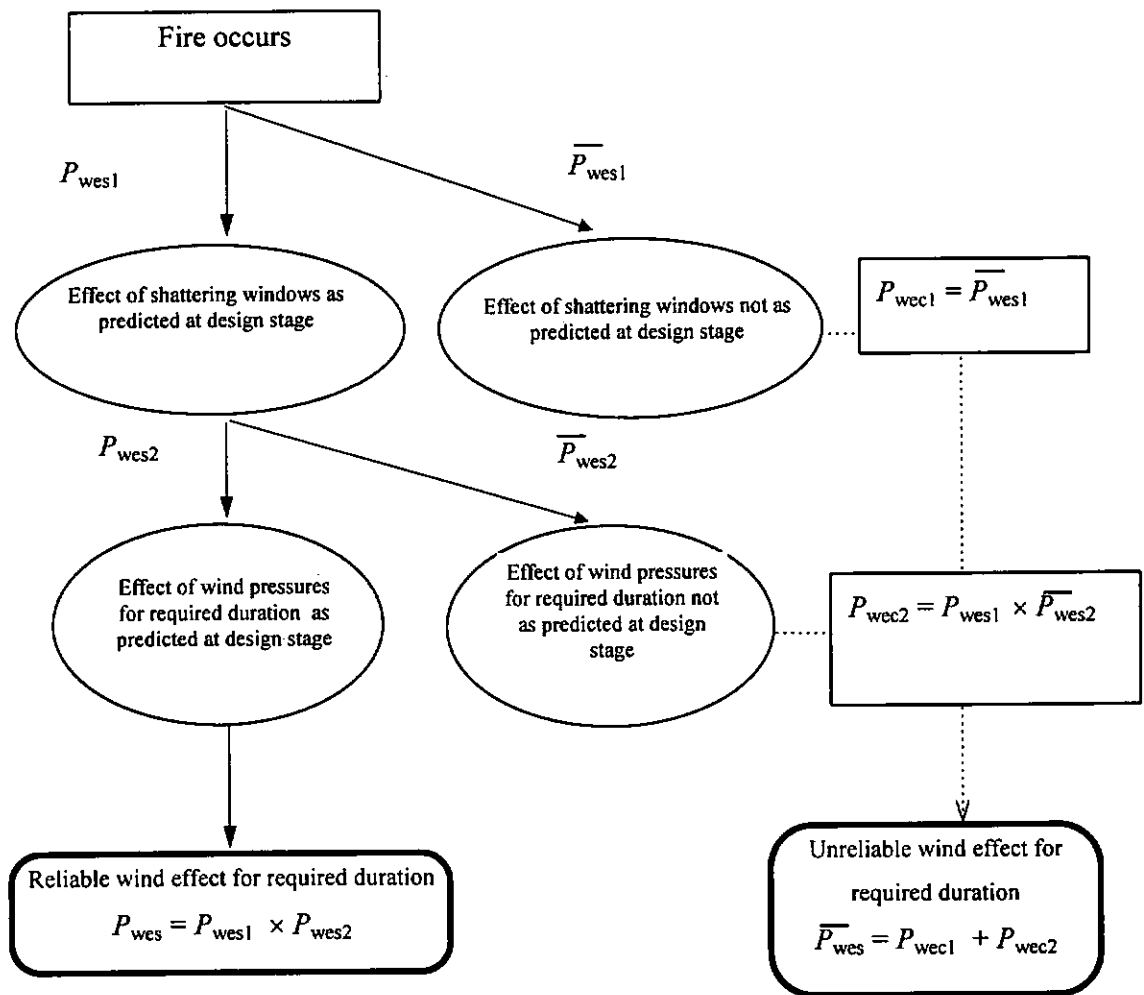 Fire occurs
P_wes1
P̅_wes1
Effect of shattering windows as
predicted at design stage
Effect of shattering windows not as
predicted at design stage
P_wec1 = P̅_wes1
P_wes2
P̅_wes2
Effect of wind pressures
for required duration as
predicted at design stage
Effect of wind pressures
for required duration not
as predicted at design
stage
P_wec2 = P_wes1 × P̅_wes2
Reliable wind effect for required duration
P_wes = P_wes1 × P_wes2
Unreliable wind effect for
required duration
P̅_wes = P_wec1 + P_wec2